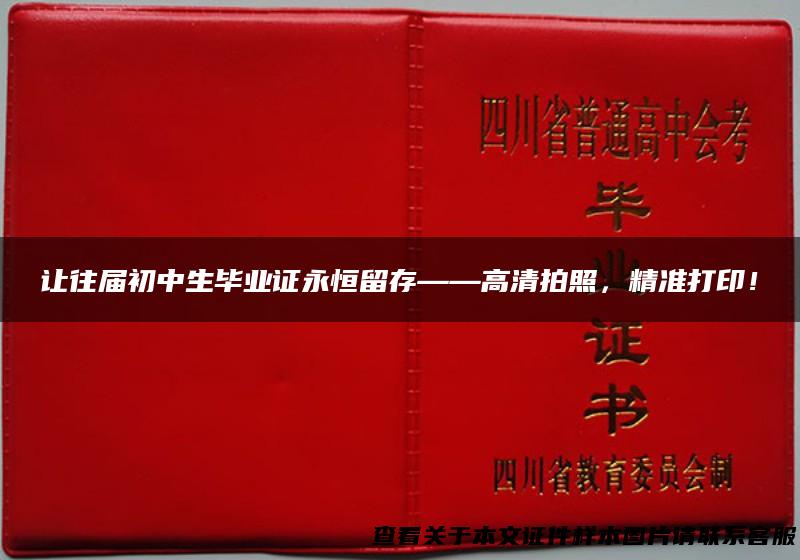 四川省普通高中会考
毕
业
证
书
四川省教育委员会制
让往届初中生毕业证永恒留存——高清拍照，精准打印！
查看关于本文证件样本图片请联系客服